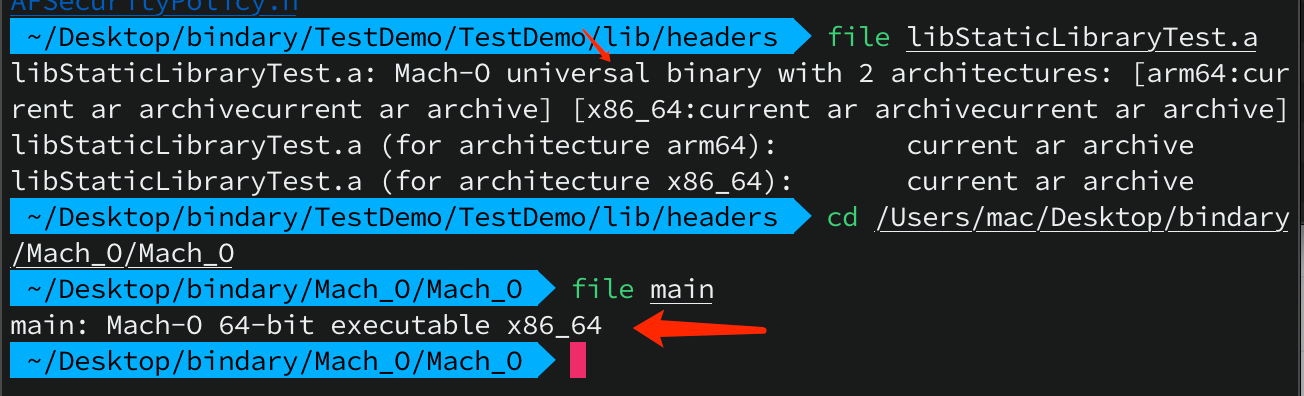 AFSecurityPolicy.h
~/Desktop/bindary/TestDemo/TestDemo/lib/headers file libStaticLibraryTest.a
libStaticLibraryTest.a: Mach-O universal binary with 2 architectures: [arm64:cur
rent ar archivecurrent ar archive] [x86_64:current ar archivecurrent ar archive]
libStaticLibraryTest.a (for architecture arm64): current ar archive
libStaticLibraryTest.a (for architecture x86_64): current ar archive
~/Desktop/bindary/TestDemo/TestDemo/lib/headers cd /Users/mac/Desktop/bindary
/Mach_O/Mach_O
~/Desktop/bindary/Mach_O/Mach_O file main
main: Mach-O 64-bit executable x86_64
~/Desktop/bindary/Mach_O/Mach_O